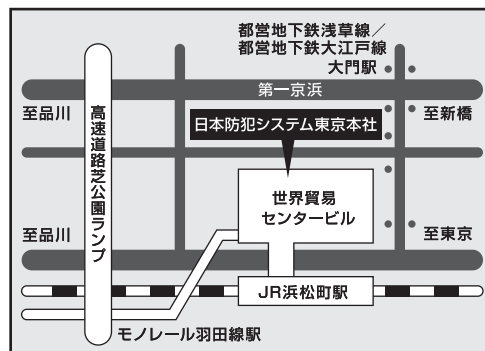 都営地下鉄浅草線／
都営地下鉄大江戸線
大門駅
第一京浜
至品川
至新橋
高速道路芝公園ランプ
日本防犯システム東京本社
世界貿易
センタービル
至品川
至東京
JR浜松町駅
モノレール羽田線駅